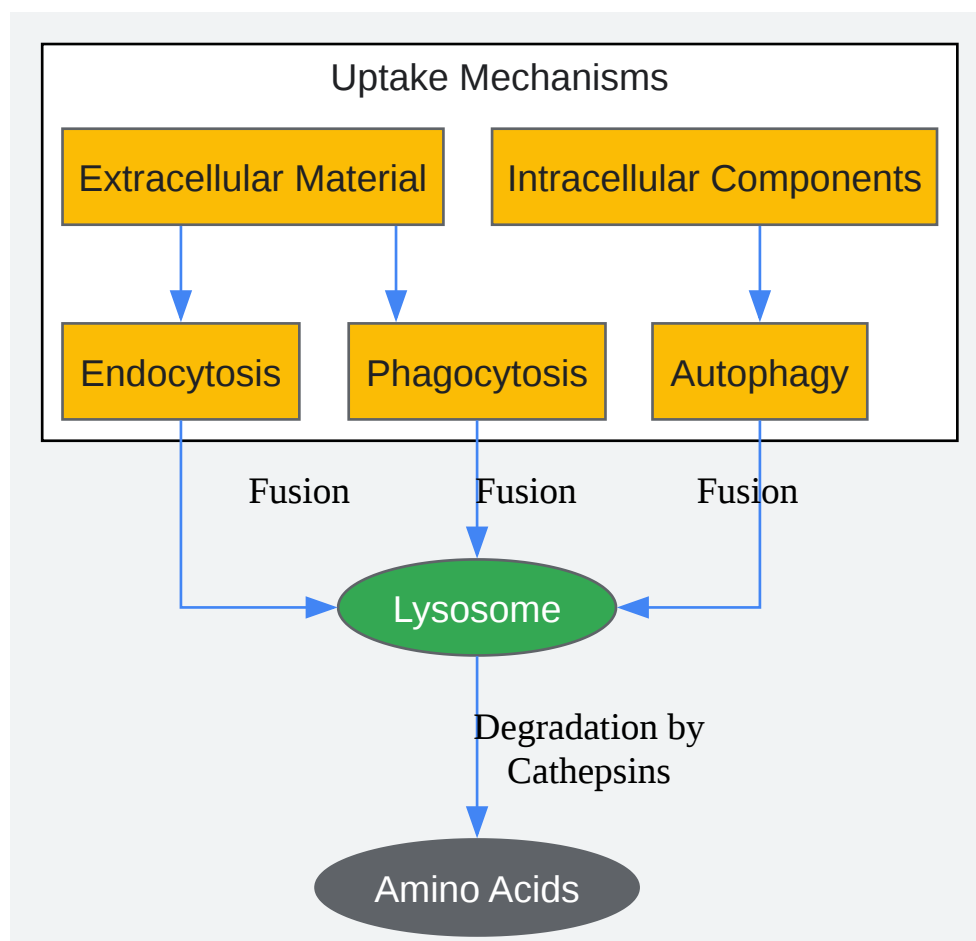 Uptake Mechanisms
Extracellular Material
Intracellular Components
Endocytosis
Phagocytosis
Autophagy
Fusion
Fusion
Fusion
Lysosome
Degradation by
Cathepsins
Amino Acids